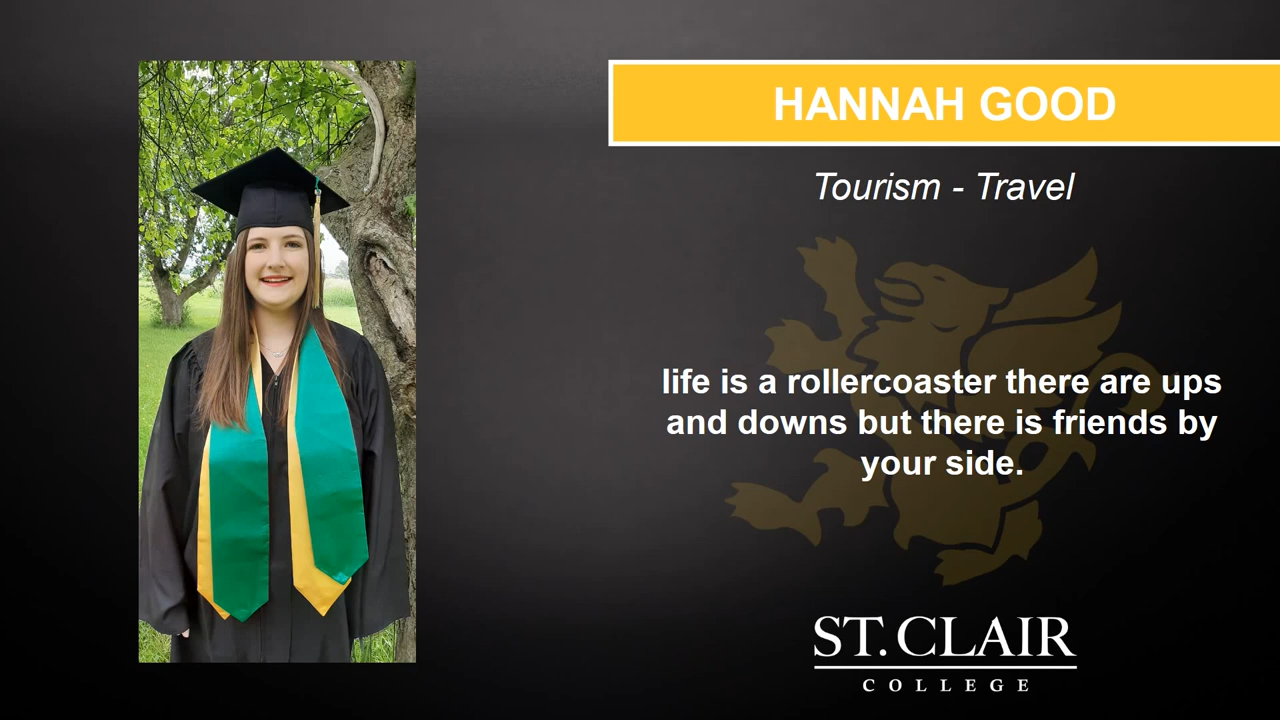 HANNAH GOOD
Tourism - Travel
life is a rollercoaster there are ups
and downs but there is friends by
your side.
ST. CLAIR
COLLEGE